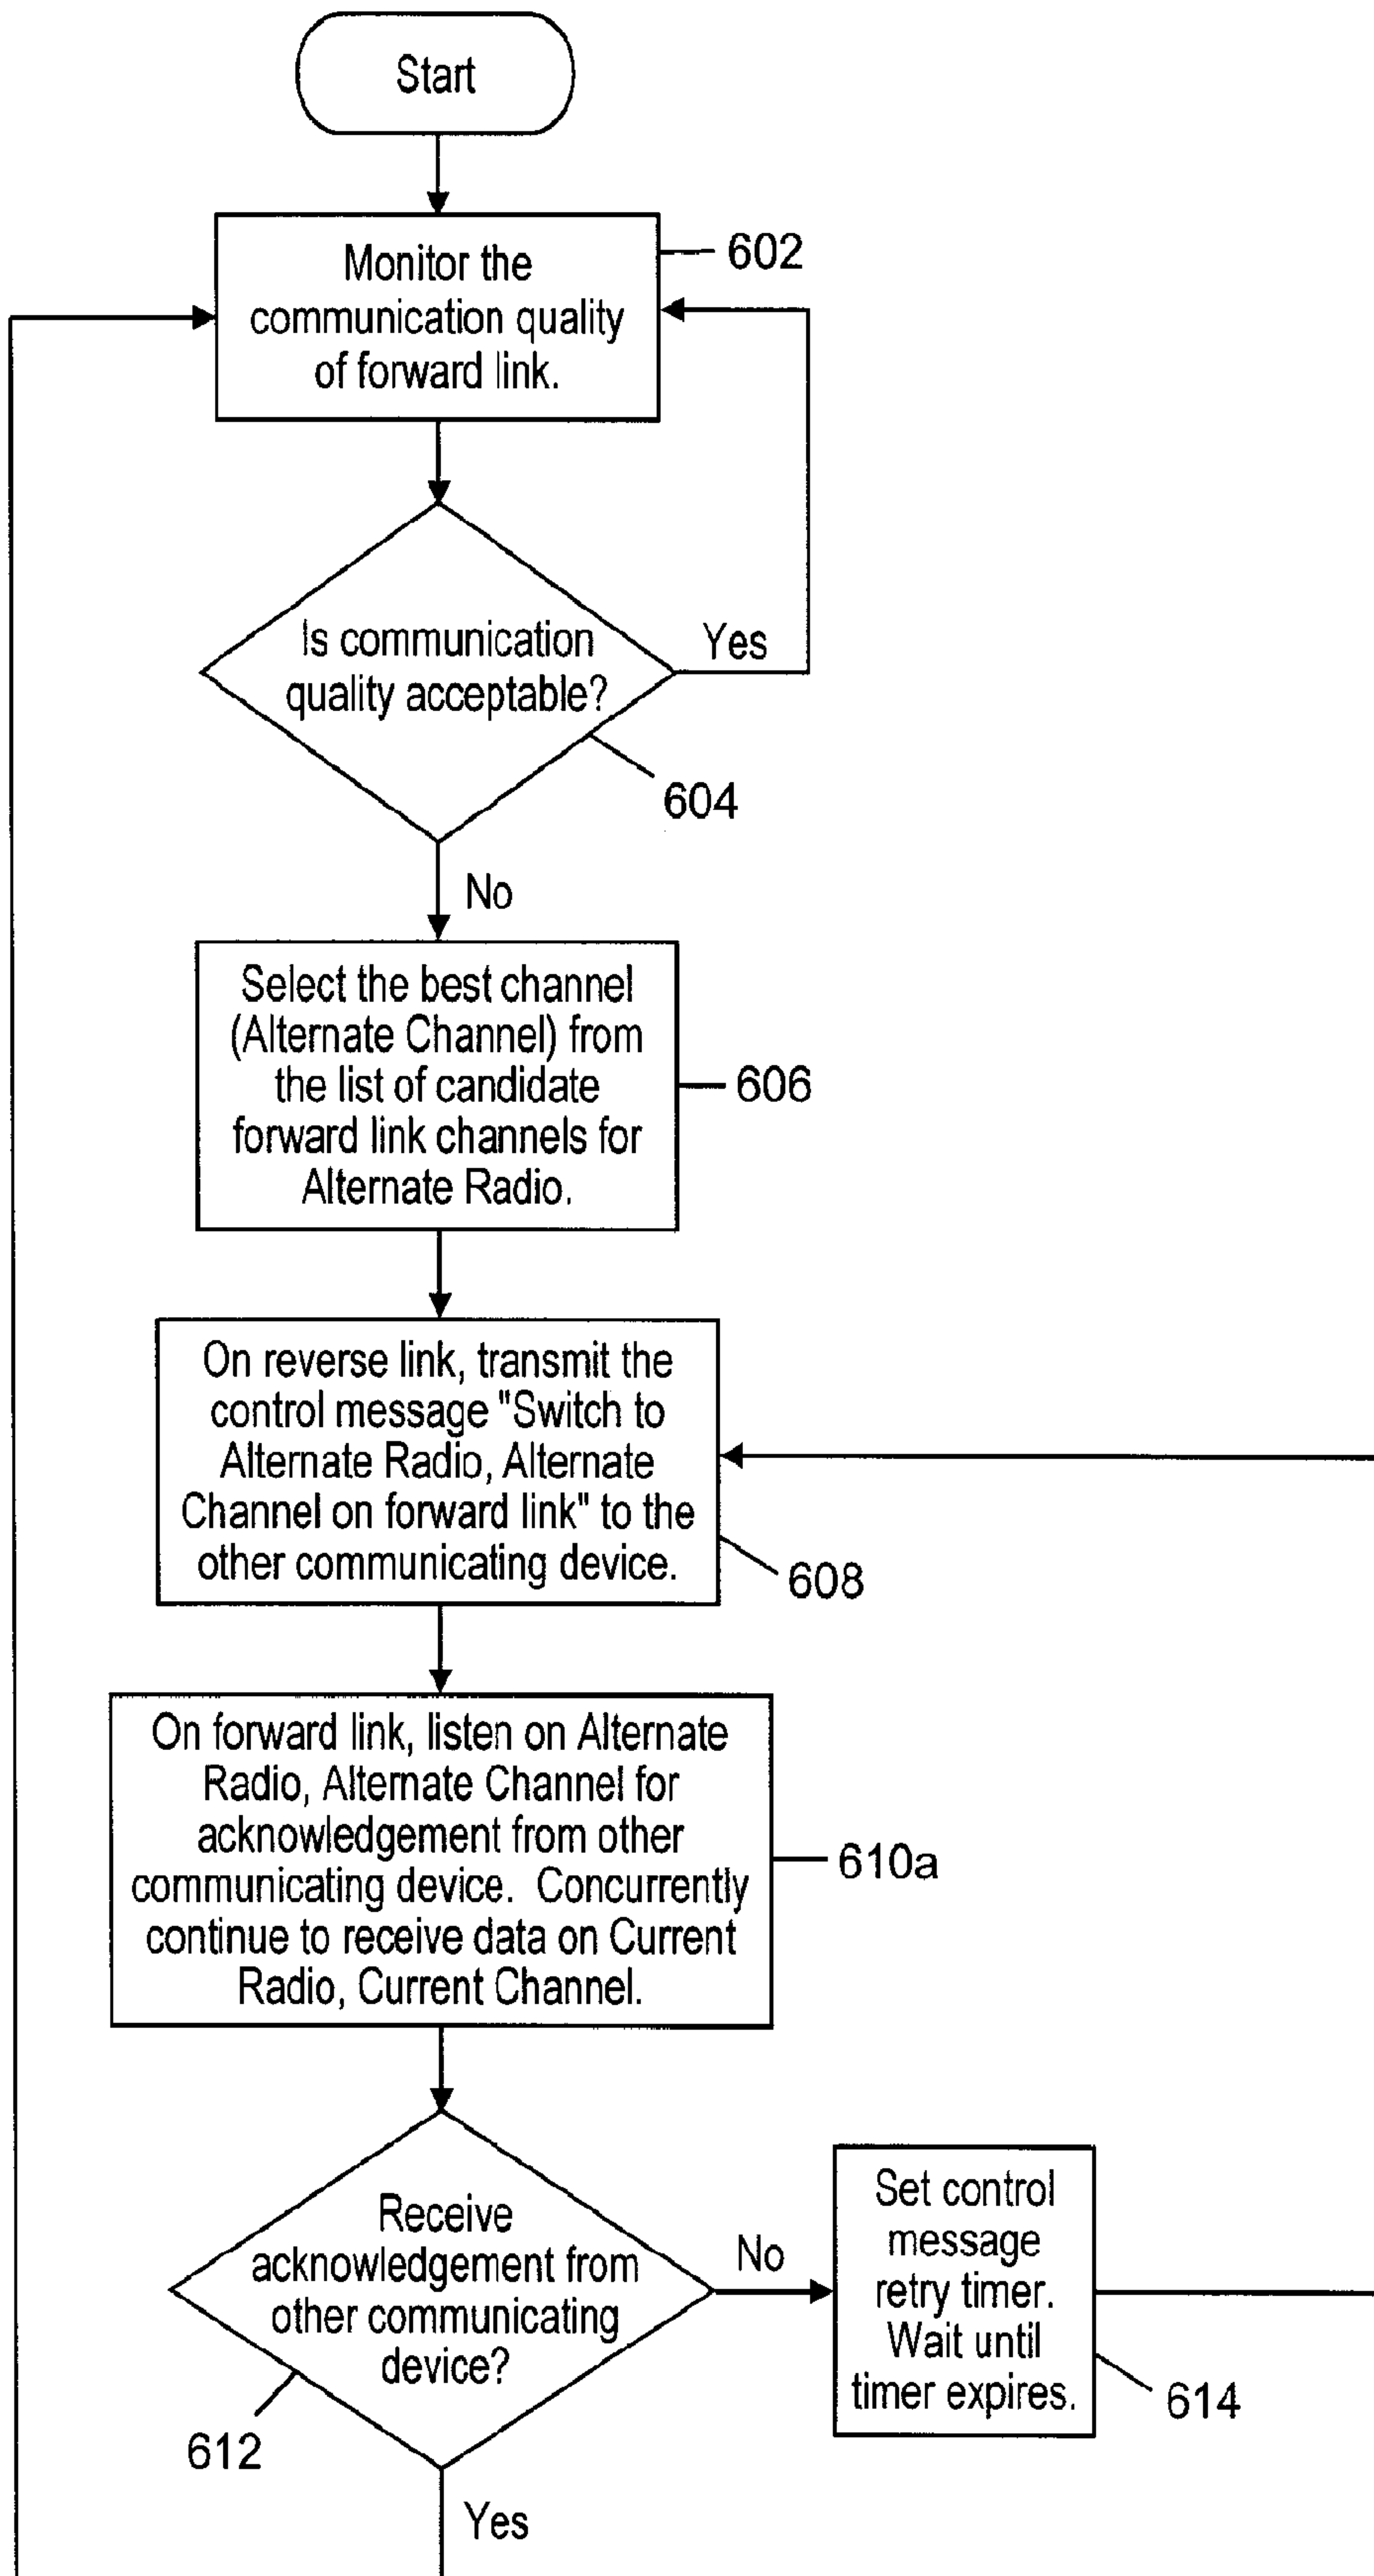 Start
Monitor the
communication quality
of forward link.
602
Is communication
quality acceptable?
Yes
604
No
Select the best channel
(Alternate Channel) from
the list of candidate
forward link channels for
Alternate Radio.
606
On reverse link, transmit the
control message "Switch to
Alternate Radio, Alternate
Channel on forward link" to the
other communicating device.
608
On forward link, listen on Alternate
Radio, Alternate Channel for
acknowledgement from other
communicating device. Concurrently
continue to receive data on Current
Radio, Current Channel.
610a
Receive
acknowledgement from
other communicating
device?
612
No
Set control
message
retry timer.
Wait until
timer expires.
614
Yes